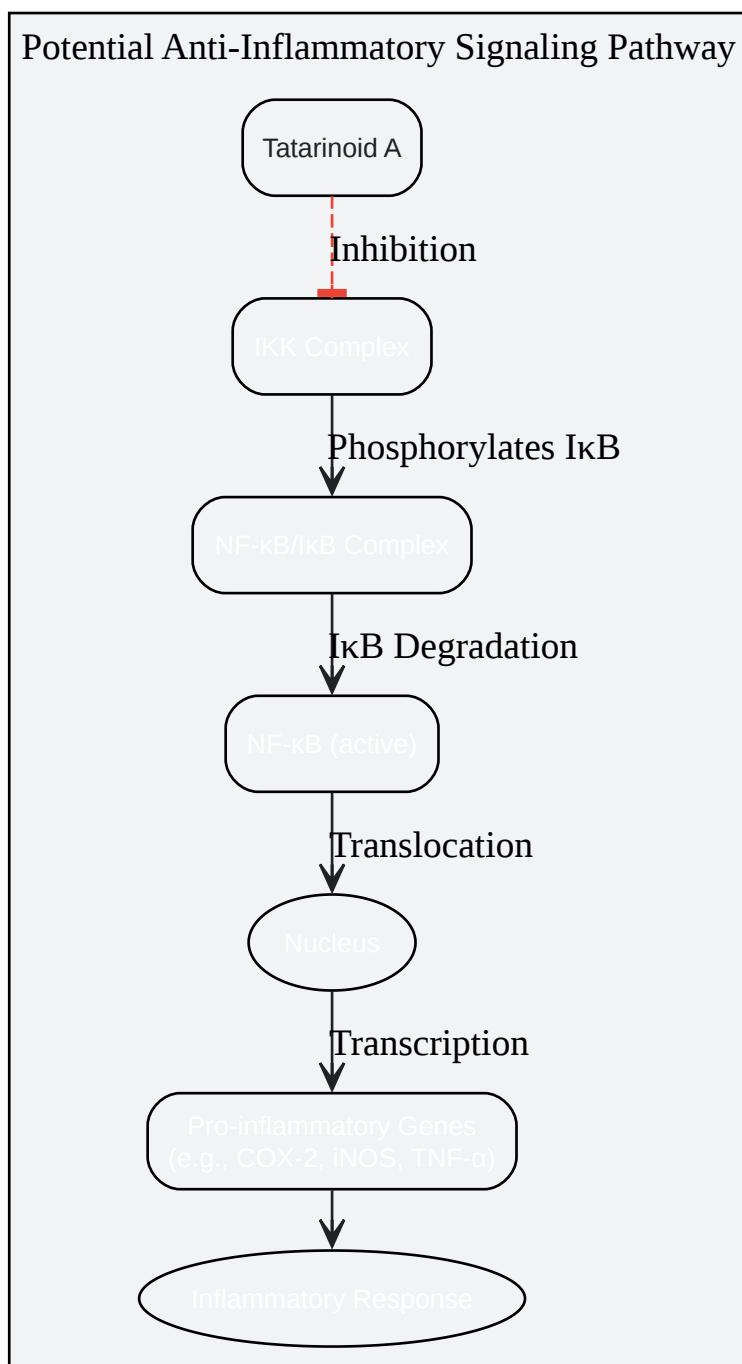 Potential Anti-Inflammatory Signaling Pathway
Tatarinoid A
Inhibition
IKK Complex
Phosphorylates IκB
NF-κB/IκB Complex
IκB Degradation
NF-κB (active)
Translocation
Nucleus
Transcription
Pro-inflammatory Genes
(e.g., COX-2, iNOS, TNF-α)
Inflammatory Response